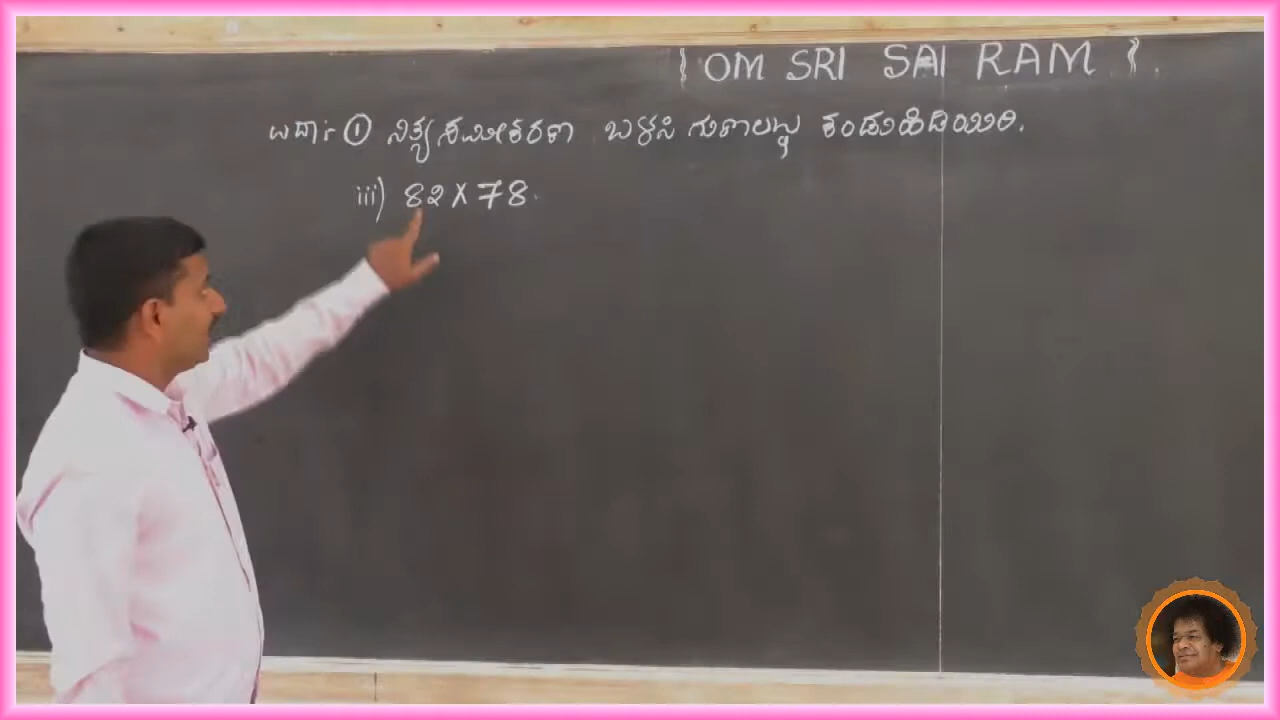 | OM SRI SAI RAM |
ಉದಾ:- ① ನಿತ್ಯಸಮೀಕರಣ ಬಳಸಿ ಗುಣಲಬ್ಧ ಕಂಡುಹಿಡಿಯಿರಿ.
iii) 82 X 78.